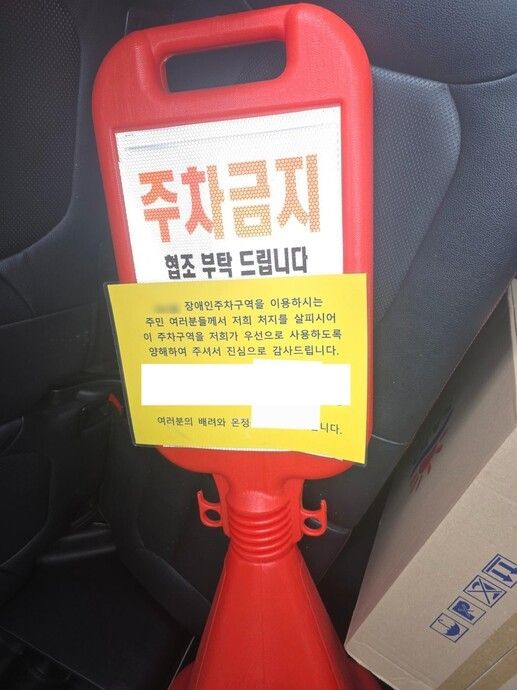 주차금지
협조 부탁 드립니다
장애인주차구역을 이용하시는
주민 여러분들께서 저희 처지를 살피시어
이 주차구역을 저희가 우선으로 사용하도록
양해하여 주셔서 진심으로 감사드립니다.
여러분의 배려와 온정 니다.